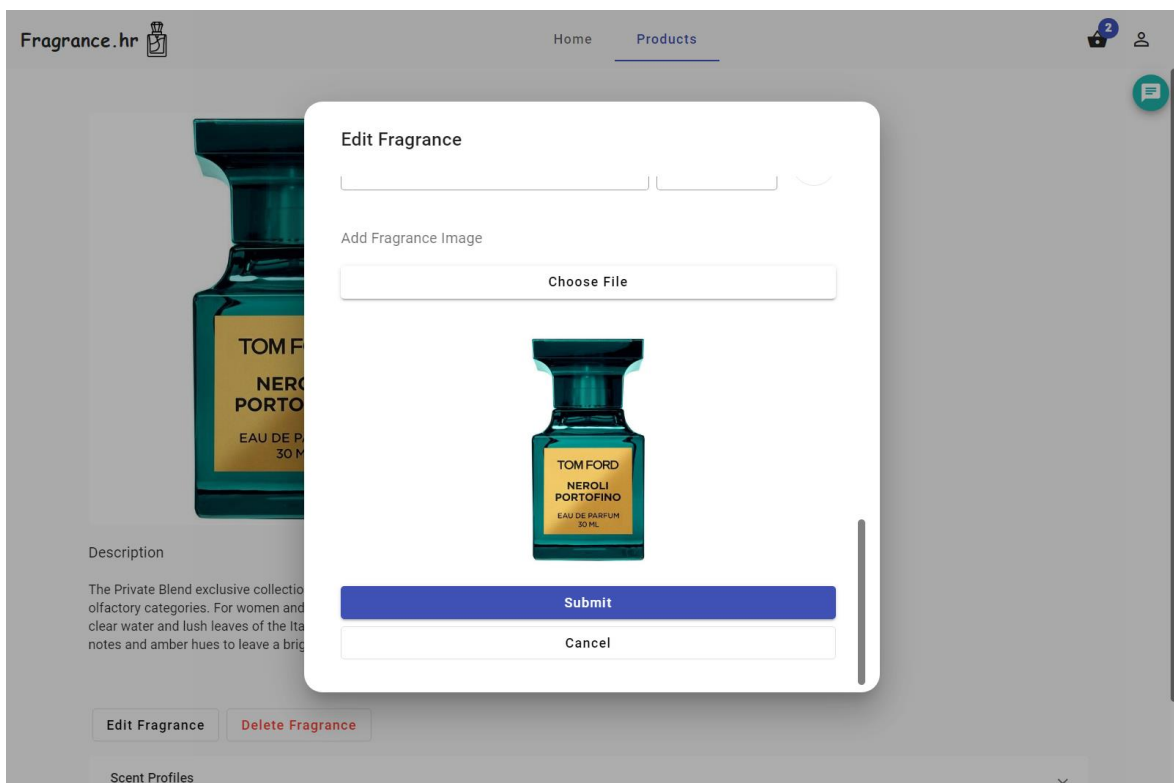 Fragrance.hr
Home
Products
2
Edit Fragrance
Add Fragrance Image
Choose File
TOM FORD
NEROLI
PORTOFINO
EAU DE PARFUM
30 ML
Submit
Cancel
TOM F
NERO
PORTO
EAU DE PA
30 M
Description
The Private Blend exclusive collectio
olfactory categories. For women and
clear water and lush leaves of the Ita
notes and amber hues to leave a brig
Edit Fragrance
Delete Fragrance
Scent Profiles